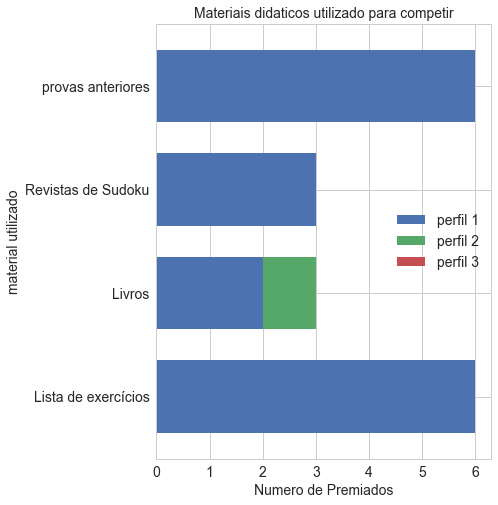 Materiais didaticos utilizado para competir
material utilizado
provas anteriores
Revistas de Sudoku
Livros
Lista de exercícios
perfil 1
perfil 2
perfil 3
0 1 2 3 4 5 6
Numero de Premiados